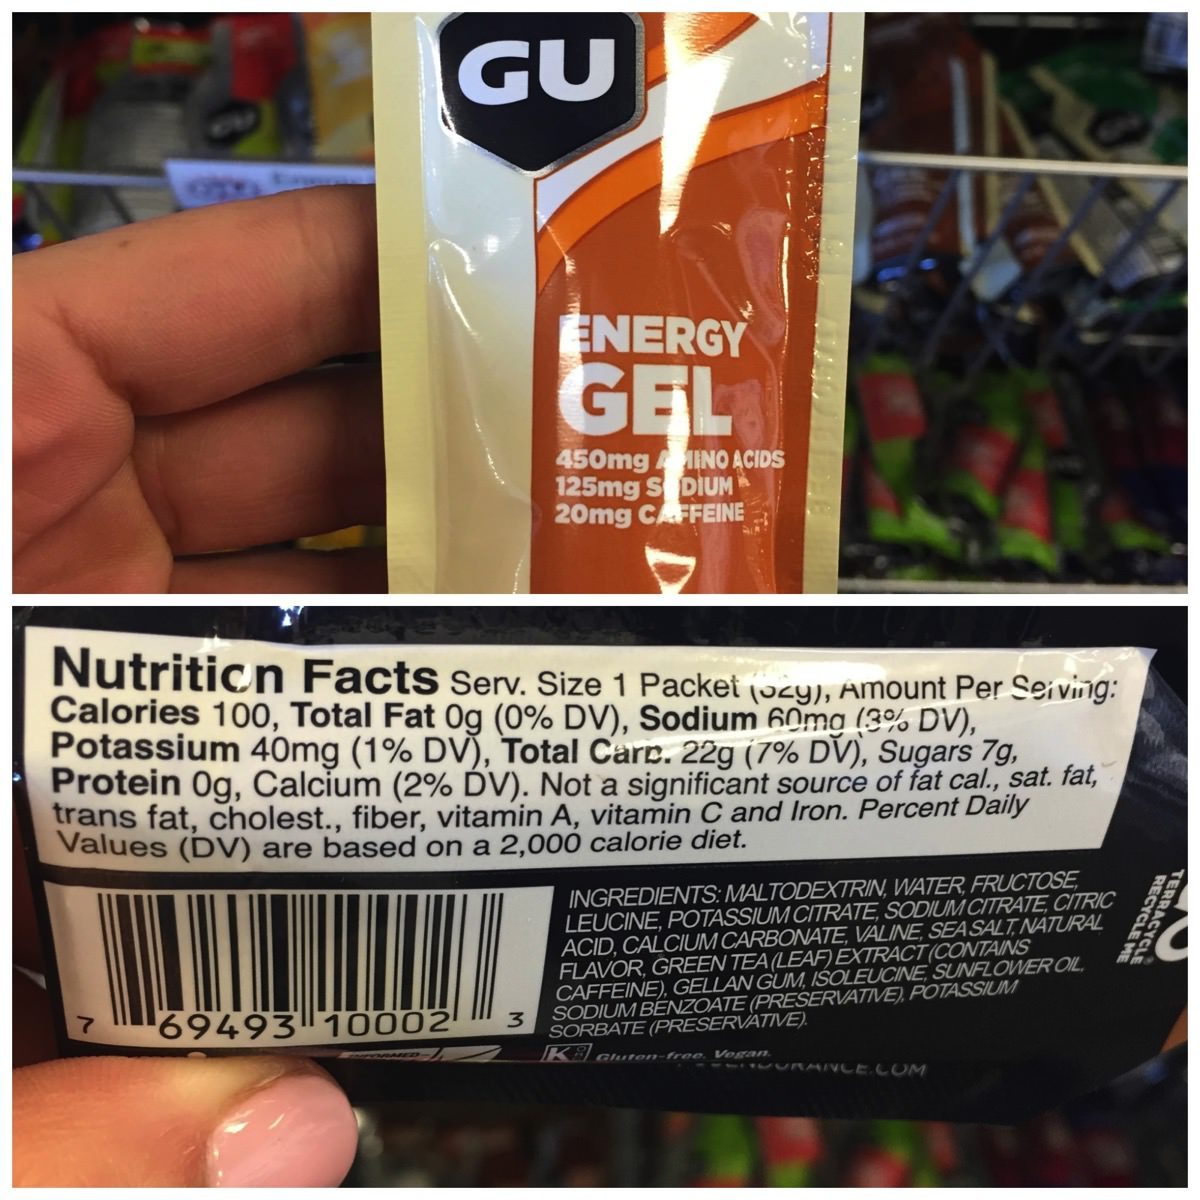 GU
ENERGY
GEL
450mg AMINO ACIDS
125mg SODIUM
20mg CAFFEINE
Nutrition Facts Serv. Size 1 Packet (32g), Amount Per Serving:
Calories 100, Total Fat 0g (0% DV), Sodium 60mg (3% DV),
Potassium 40mg (1% DV), Total Carb. 22g (7% DV), Sugars 7g,
Protein 0g, Calcium (2% DV). Not a significant source of fat cal., sat. fat,
trans fat, cholest., fiber, vitamin A, vitamin C and Iron. Percent Daily
Values (DV) are based on a 2,000 calorie diet.
INGREDIENTS: MALTODEXTRIN, WATER, FRUCTOSE,
LEUCINE, POTASSIUM CITRATE, SODIUM CITRATE, CITRIC
ACID, CALCIUM CARBONATE, VALINE, SEA SALT, NATURAL
FLAVOR, GREEN TEA (LEAF) EXTRACT (CONTAINS
CAFFEINE), GELLAN GUM, ISOLEUCINE, SUNFLOWER OIL,
SODIUM BENZOATE (PRESERVATIVE), POTASSIUM
SORBATE (PRESERVATIVE).
7 69493 10002 3
K Gluten-free. Vegan.
INFORMED
TERRACYCLE
RECYCLE ME
GU